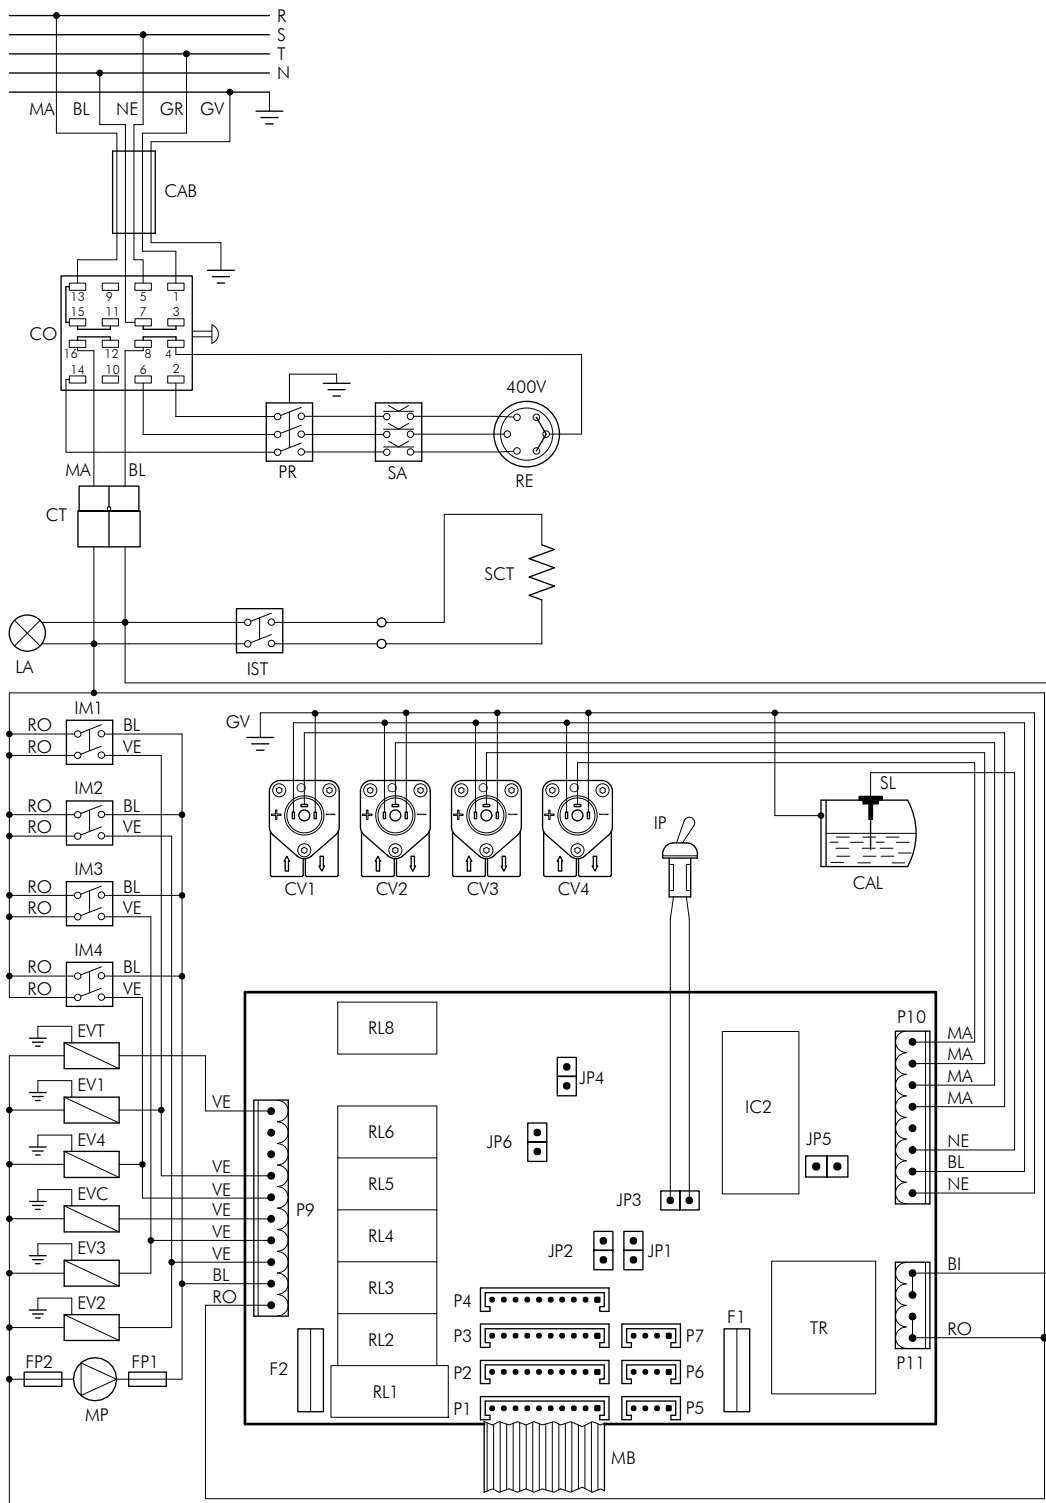 R
S
T
N
MA BL NE GR GV
CAB
13 9 5 1
15 11 7 3
CO
16 12 8 4
14 10 6 2
400V
PR
SA
RE
MA BL
CT
SCT
LA
IST
IM1
RO BL
RO VE
GV
IM2
RO BL
RO VE
SL
IP
CV1 CV2 CV3 CV4
CAL
IM3
RO BL
RO VE
IM4
RO BL
RO VE
EVT
EV1
EV4
EVC
EV3
EV2
FP2 FP1
MP
VE
VE
VE
VE
VE
VE
BL
RO
P9
RL8
RL6
RL5
RL4
RL3
RL2
RL1
F2
JP4
JP6
JP3
JP2 JP1
IC2
JP5
P10
MA
MA
MA
MA
NE
BL
NE
P4
P3 P7
P2 P6
P1 P5
F1
TR
BI
RO
P11
MB